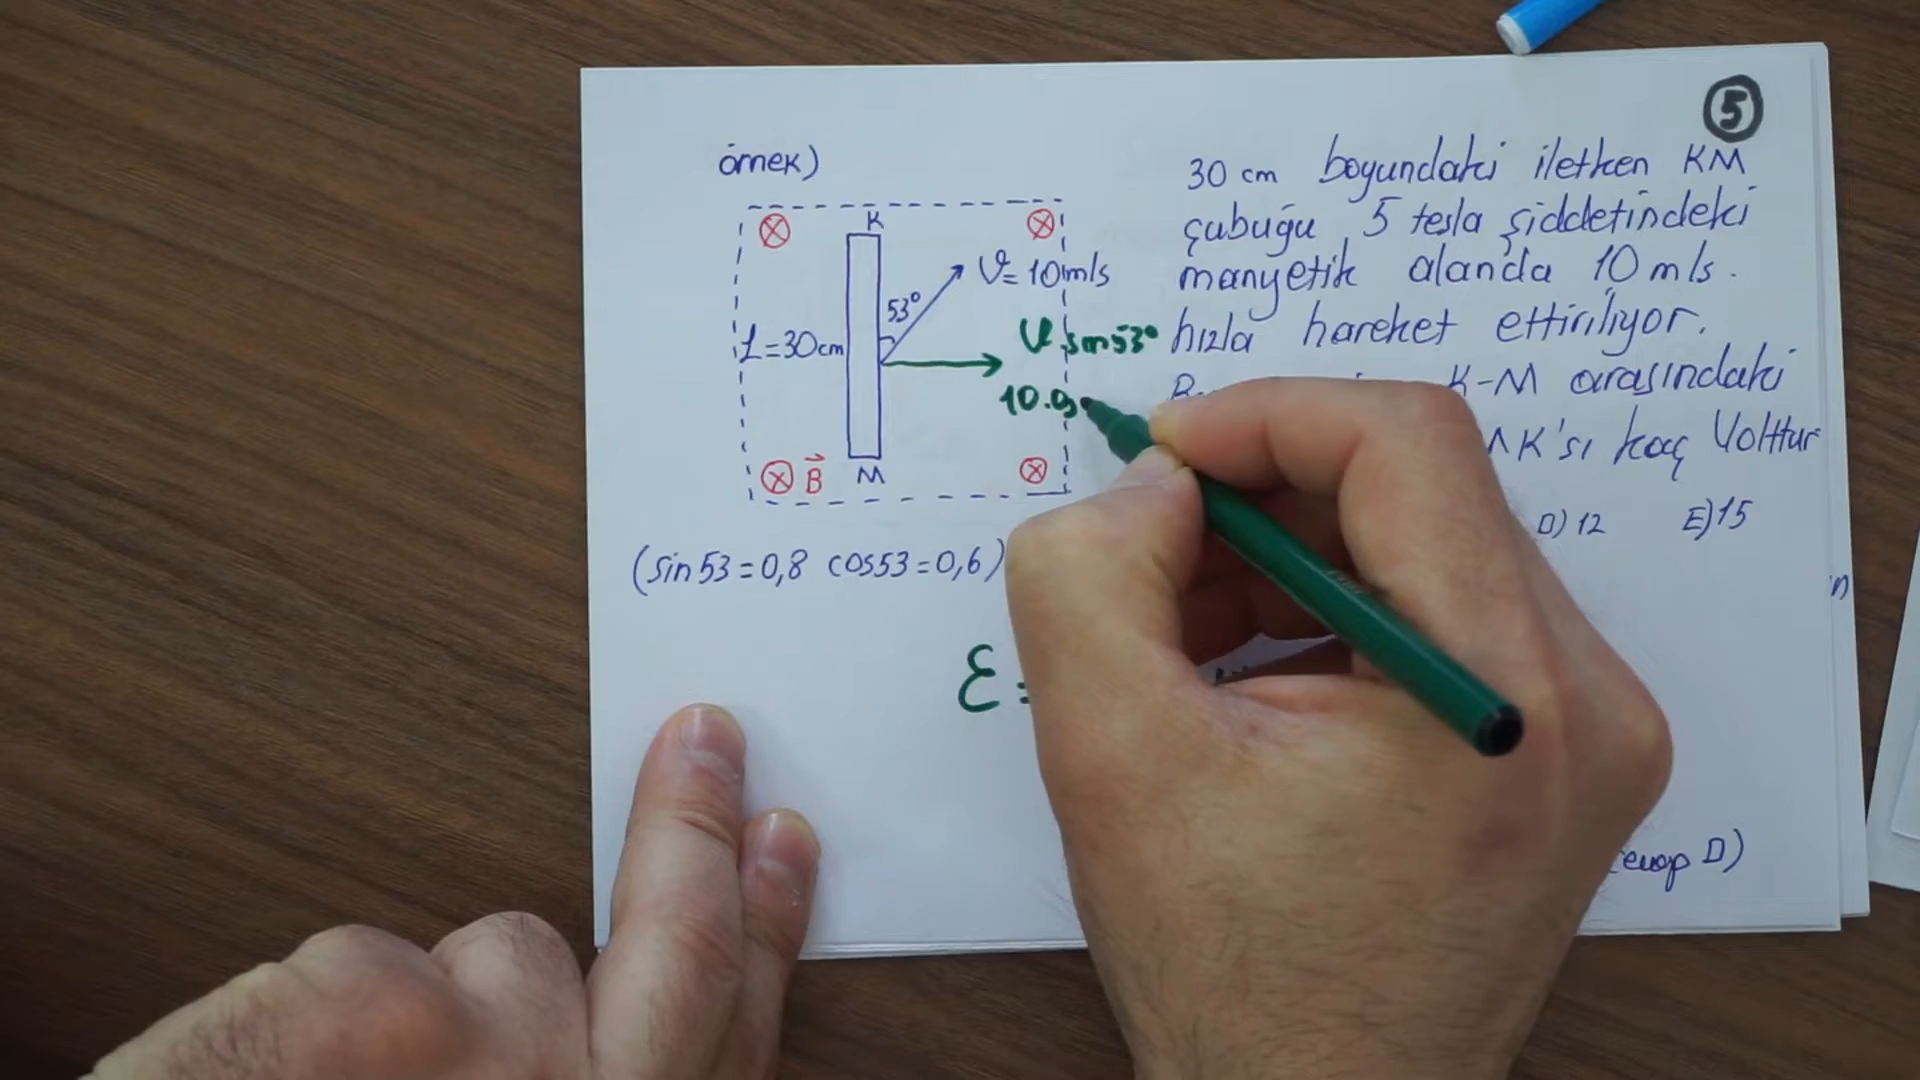 5
örnek)
30 cm boyundaki iletken KM
çubuğu 5 tesla şiddetindeki
manyetik alanda 10 m/s.
hızla hareket ettiriliyor.
K-M arasındaki
K'sı kaç Volttur
D) 12 E) 15
K
V = 10 m/s
53°
L = 30 cm
V. sin53°
10.0,
B
M
(sin 53 = 0,8 cos53 = 0,6)
ε =
D)